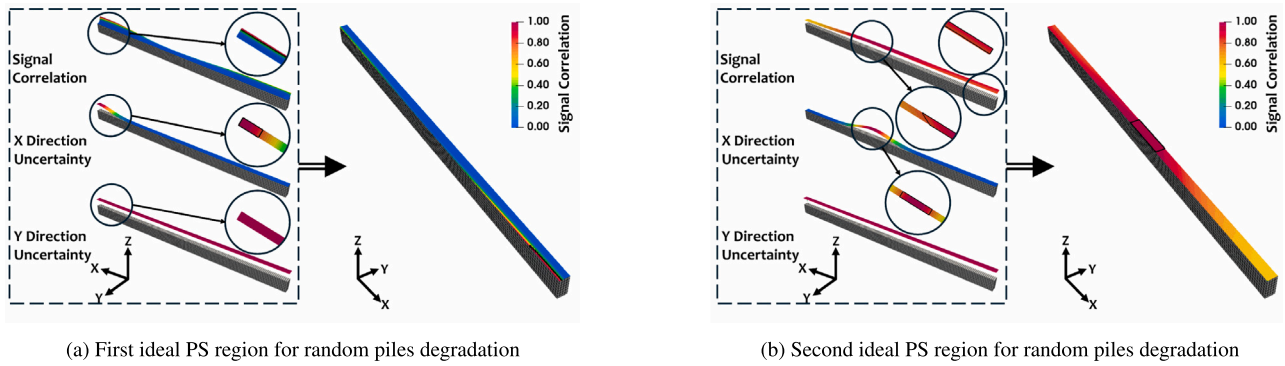 Signal
Correlation
X Direction
Uncertainty
Y Direction
Uncertainty
Z
X
Y
Z
Y
X
1.00
0.80
0.60
0.40
0.20
0.00
Signal Correlation
(a) First ideal PS region for random piles degradation
Signal
Correlation
X Direction
Uncertainty
Y Direction
Uncertainty
Z
X
Y
Z
Y
X
1.00
0.80
0.60
0.40
0.20
0.00
Signal Correlation
(b) Second ideal PS region for random piles degradation